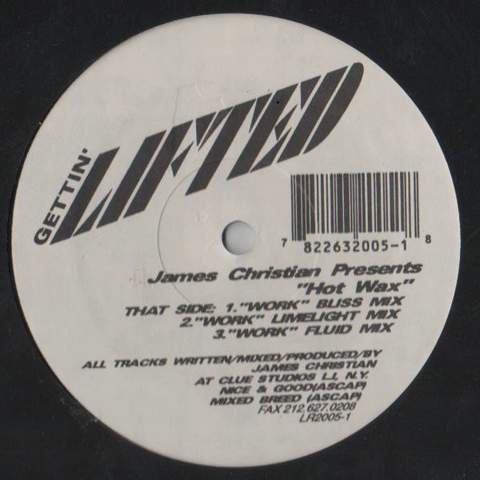 GETTIN' LIFTED
7 822632005-1 8
James Christian Presents
"Hot Wax"
THAT SIDE: 1."WORK" BLISS MIX
2."WORK" LIMELIGHT MIX
3."WORK" FLUID MIX
ALL TRACKS WRITTEN/MIXED/PRODUCED/BY
JAMES CHRISTIAN
AT CLUE STUDIOS L.I. N.Y.
NICE & GOOD(ASCAP)
MIXED BREED (ASCAP)
FAX 212.627.0208
LR2005-1